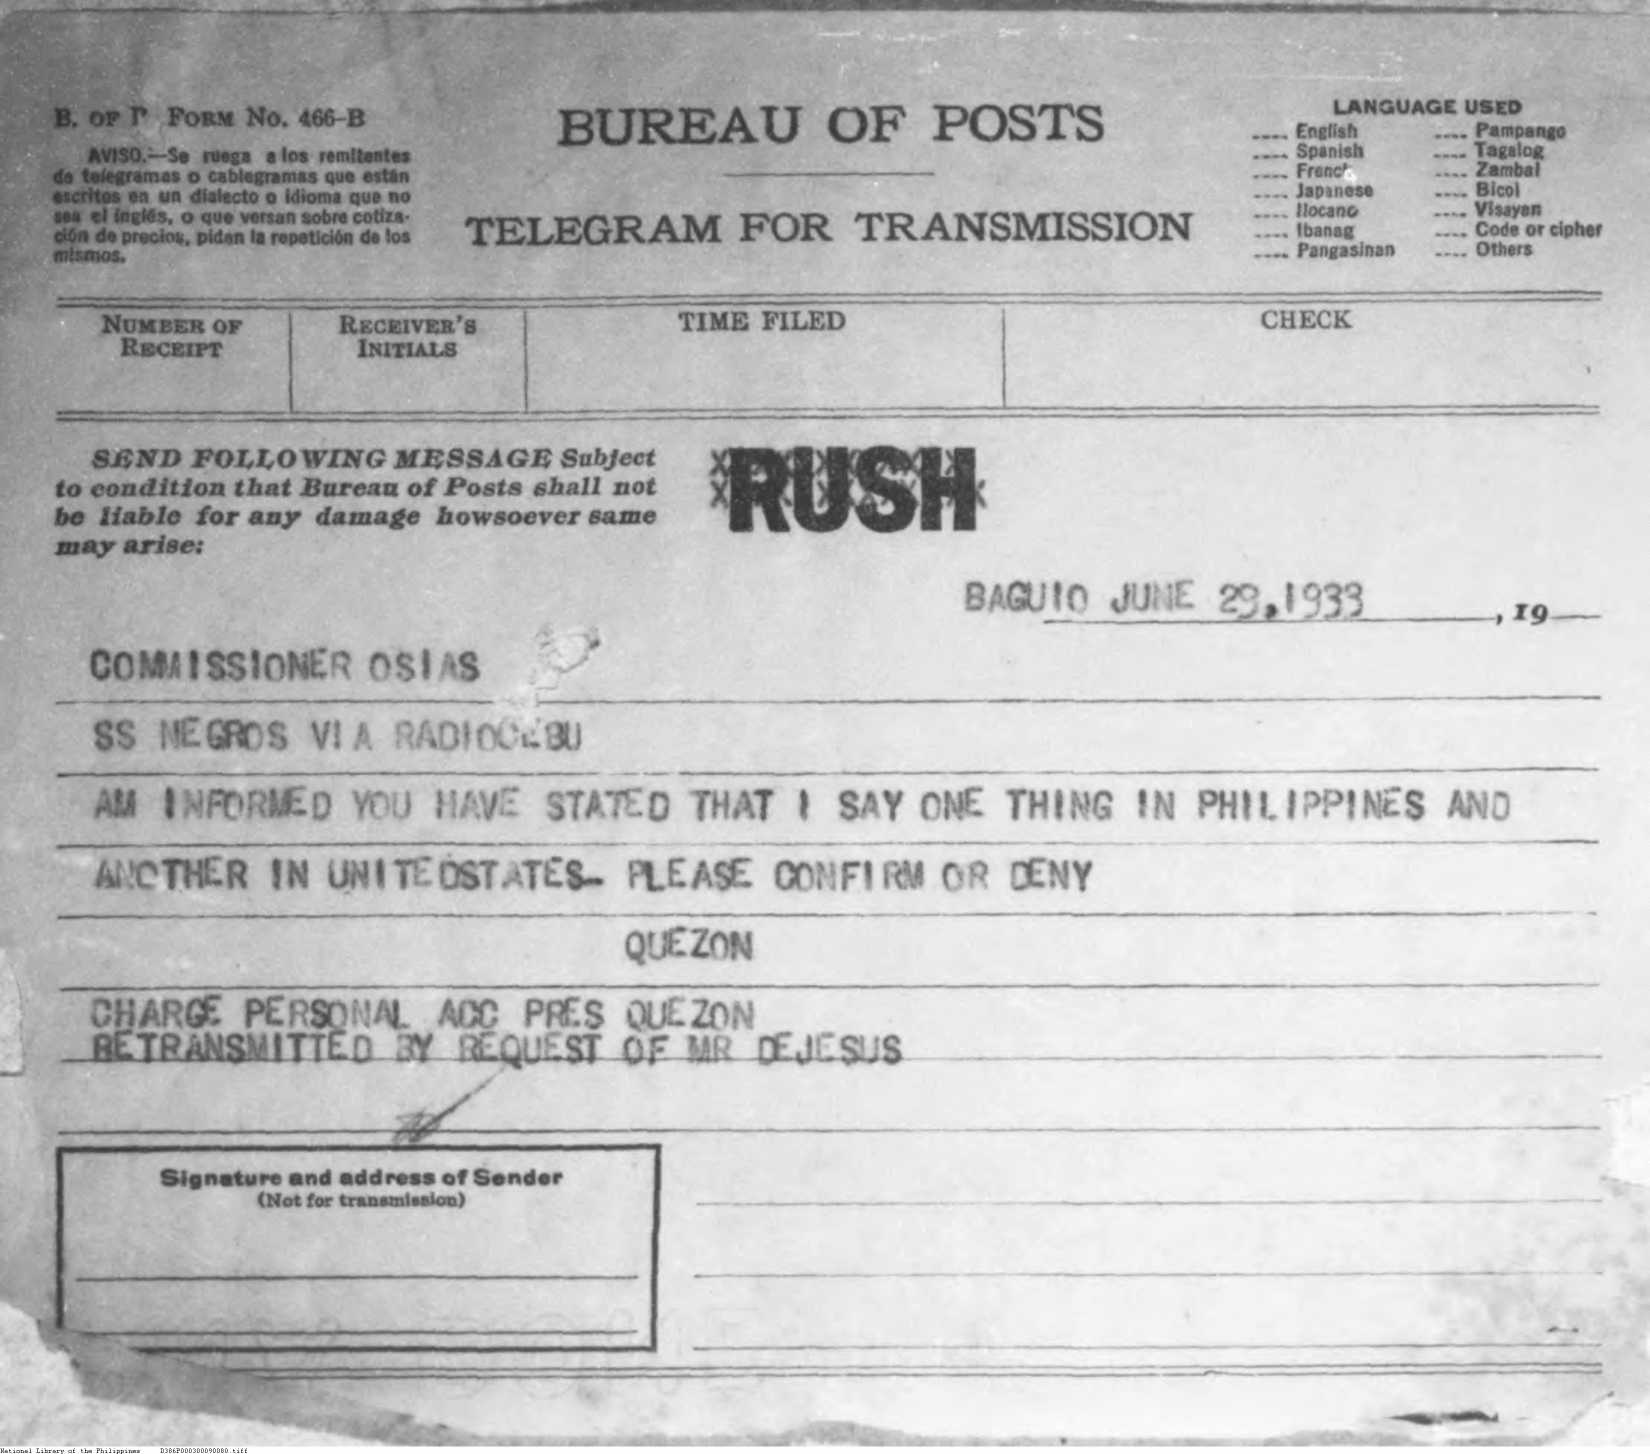 B. OF P FORM No. 466-B
AVISO.—Se ruega a los remitentes
de telegramas o cablegramas que están
escritos en un dialecto o idioma que no
sea el inglés, o que versan sobre cotiza-
ción de precios, pidan la repetición de los
mismos.
BUREAU OF POSTS
TELEGRAM FOR TRANSMISSION
LANGUAGE USED
.... English .... Pampango
.... Spanish .... Tagalog
.... French .... Zambal
.... Japanese .... Bicol
.... Ilocano .... Visayan
.... Ibanag .... Code or cipher
.... Pangasinan .... Others
NUMBER OF RECEIPT
RECEIVER'S INITIALS
TIME FILED
CHECK
SEND FOLLOWING MESSAGE Subject
to condition that Bureau of Posts shall not
be liable for any damage howsoever same
may arise:
RUSH
BAGUIO JUNE 29,1933 , 19
COMMISSIONER OSIAS
SS NEGROS VIA RADIOCEBU
AM INFORMED YOU HAVE STATED THAT I SAY ONE THING IN PHILIPPINES AND
ANOTHER IN UNITEDSTATES- PLEASE CONFIRM OR DENY
QUEZON
CHARGE PERSONAL ACC PRES QUEZON
RETRANSMITTED BY REQUEST OF MR DEJESUS
Signature and address of Sender
(Not for transmission)
National Library of the Philippines D386P000300090080.tiff